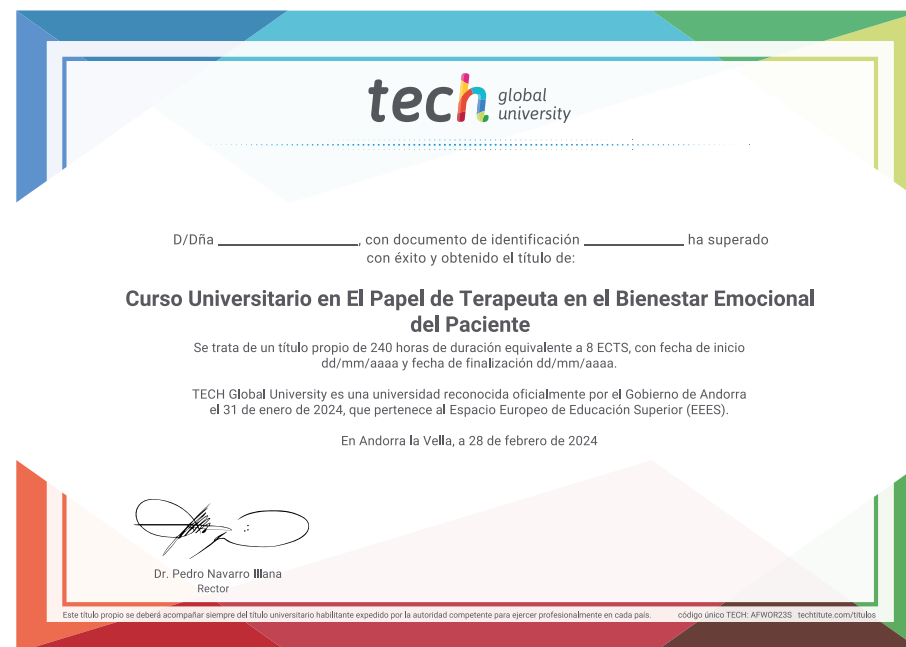 tech global
university
D/Dña ______________, con documento de identificación __________ ha superado
con éxito y obtenido el título de:
Curso Universitario en El Papel de Terapeuta en el Bienestar Emocional
del Paciente
Se trata de un título propio de 240 horas de duración equivalente a 8 ECTS, con fecha de inicio
dd/mm/aaaa y fecha de finalización dd/mm/aaaa.
TECH Global University es una universidad reconocida oficialmente por el Gobierno de Andorra
el 31 de enero de 2024, que pertenece al Espacio Europeo de Educación Superior (EEES).
En Andorra la Vella, a 28 de febrero de 2024
Dr. Pedro Navarro Illana
Rector
Este título propio se deberá acompañar siempre del título universitario habilitante expedido por la autoridad competente para ejercer profesionalmente en cada país. código único TECH: AFWOR23S techtitute.com/titulos